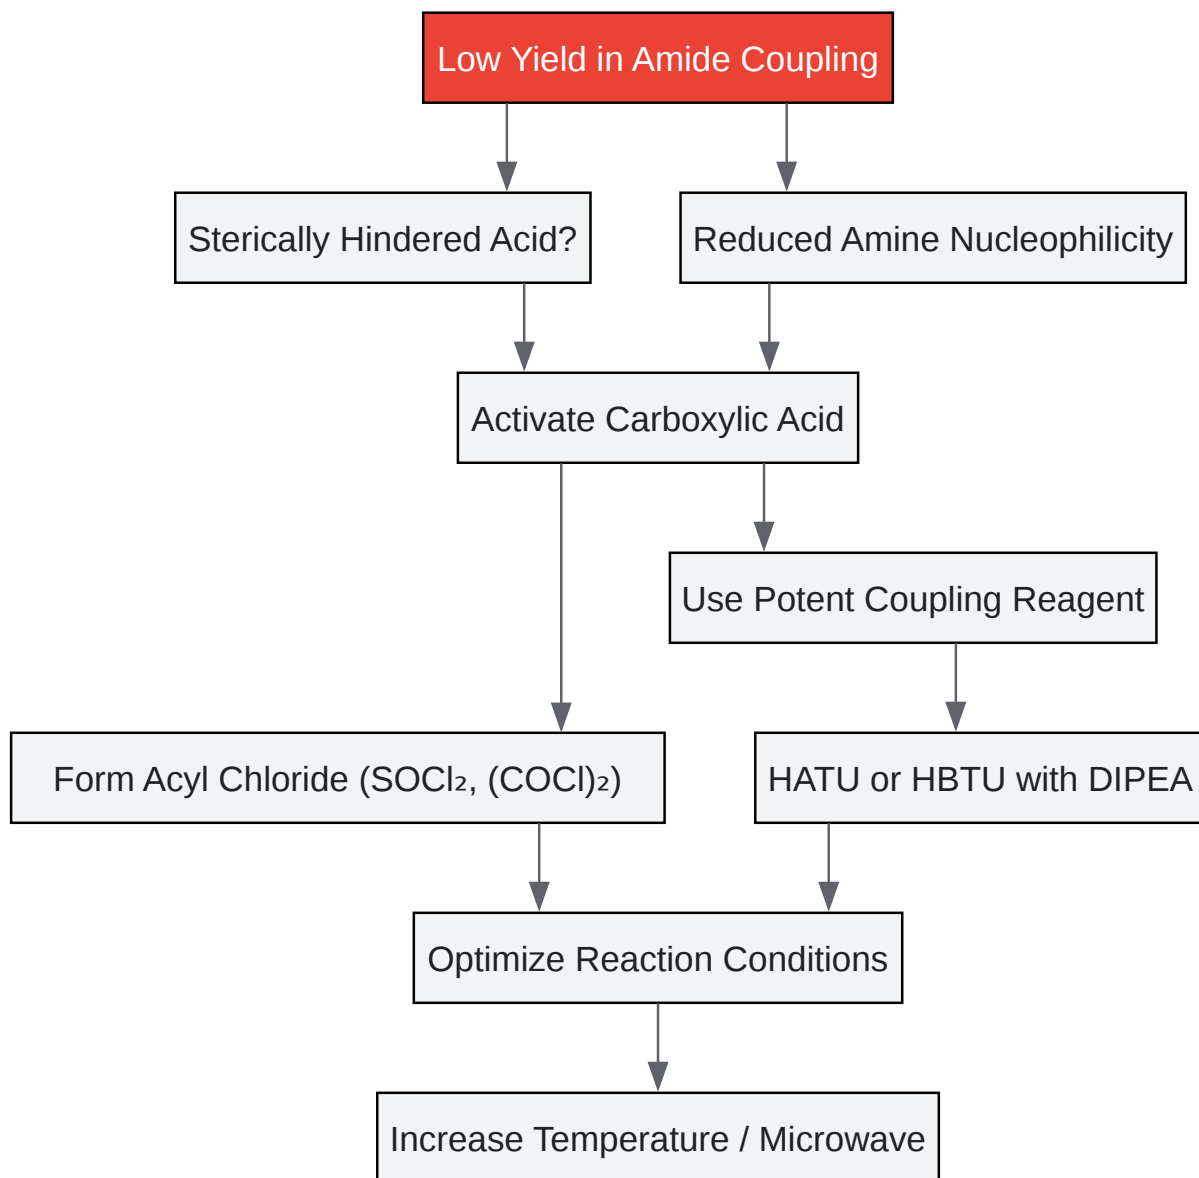 Low Yield in Amide Coupling
Sterically Hindered Acid?
Reduced Amine Nucleophilicity
Activate Carboxylic Acid
Use Potent Coupling Reagent
Form Acyl Chloride (SOCl₂, (COCl)₂)
HATU or HBTU with DIPEA
Optimize Reaction Conditions
Increase Temperature / Microwave